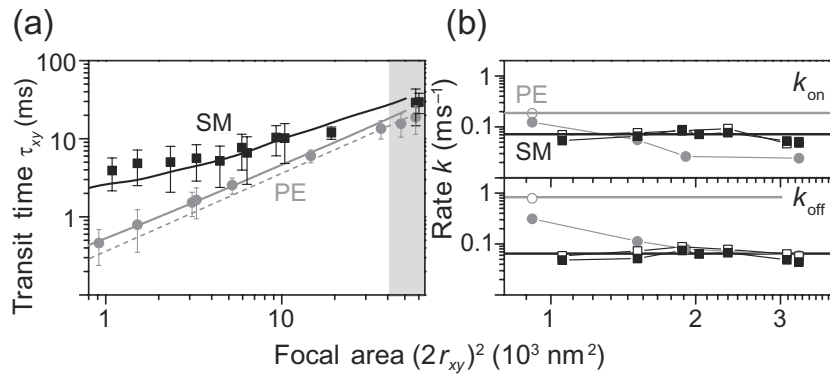 (a)
Transit time τxy (ms)
100
10
1
SM
PE
1
10
(b)
Rate k (ms⁻¹)
1
0.1
PE
SM
kon
1
0.1
koff
1
2
3
Focal area (2rxy)² (10³ nm²)